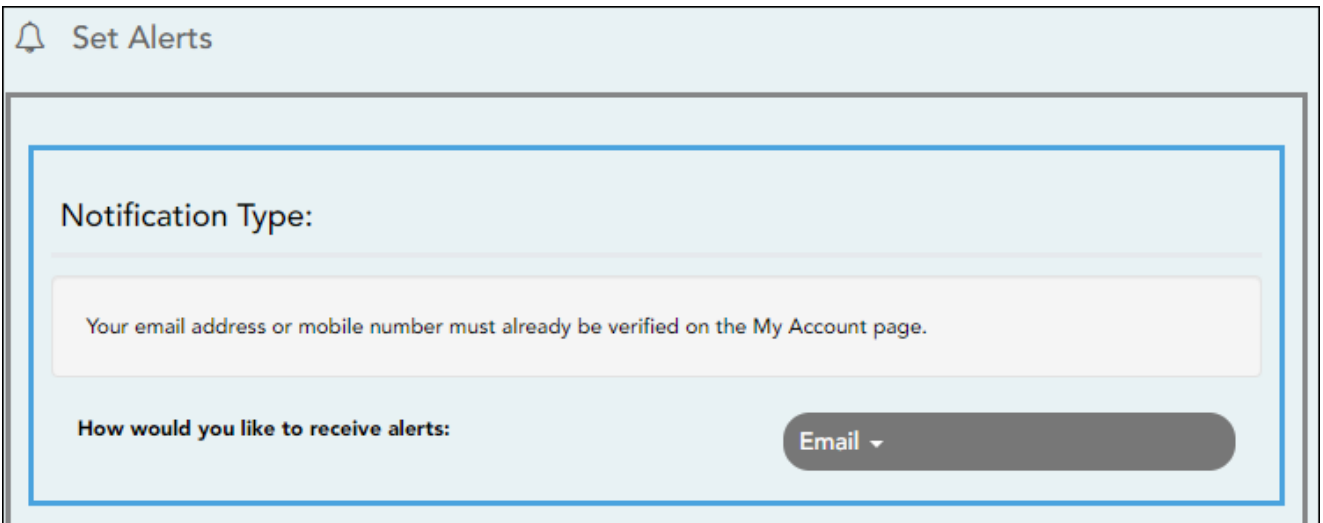 Set Alerts
Notification Type:
Your email address or mobile number must already be verified on the My Account page.
How would you like to receive alerts:
Email